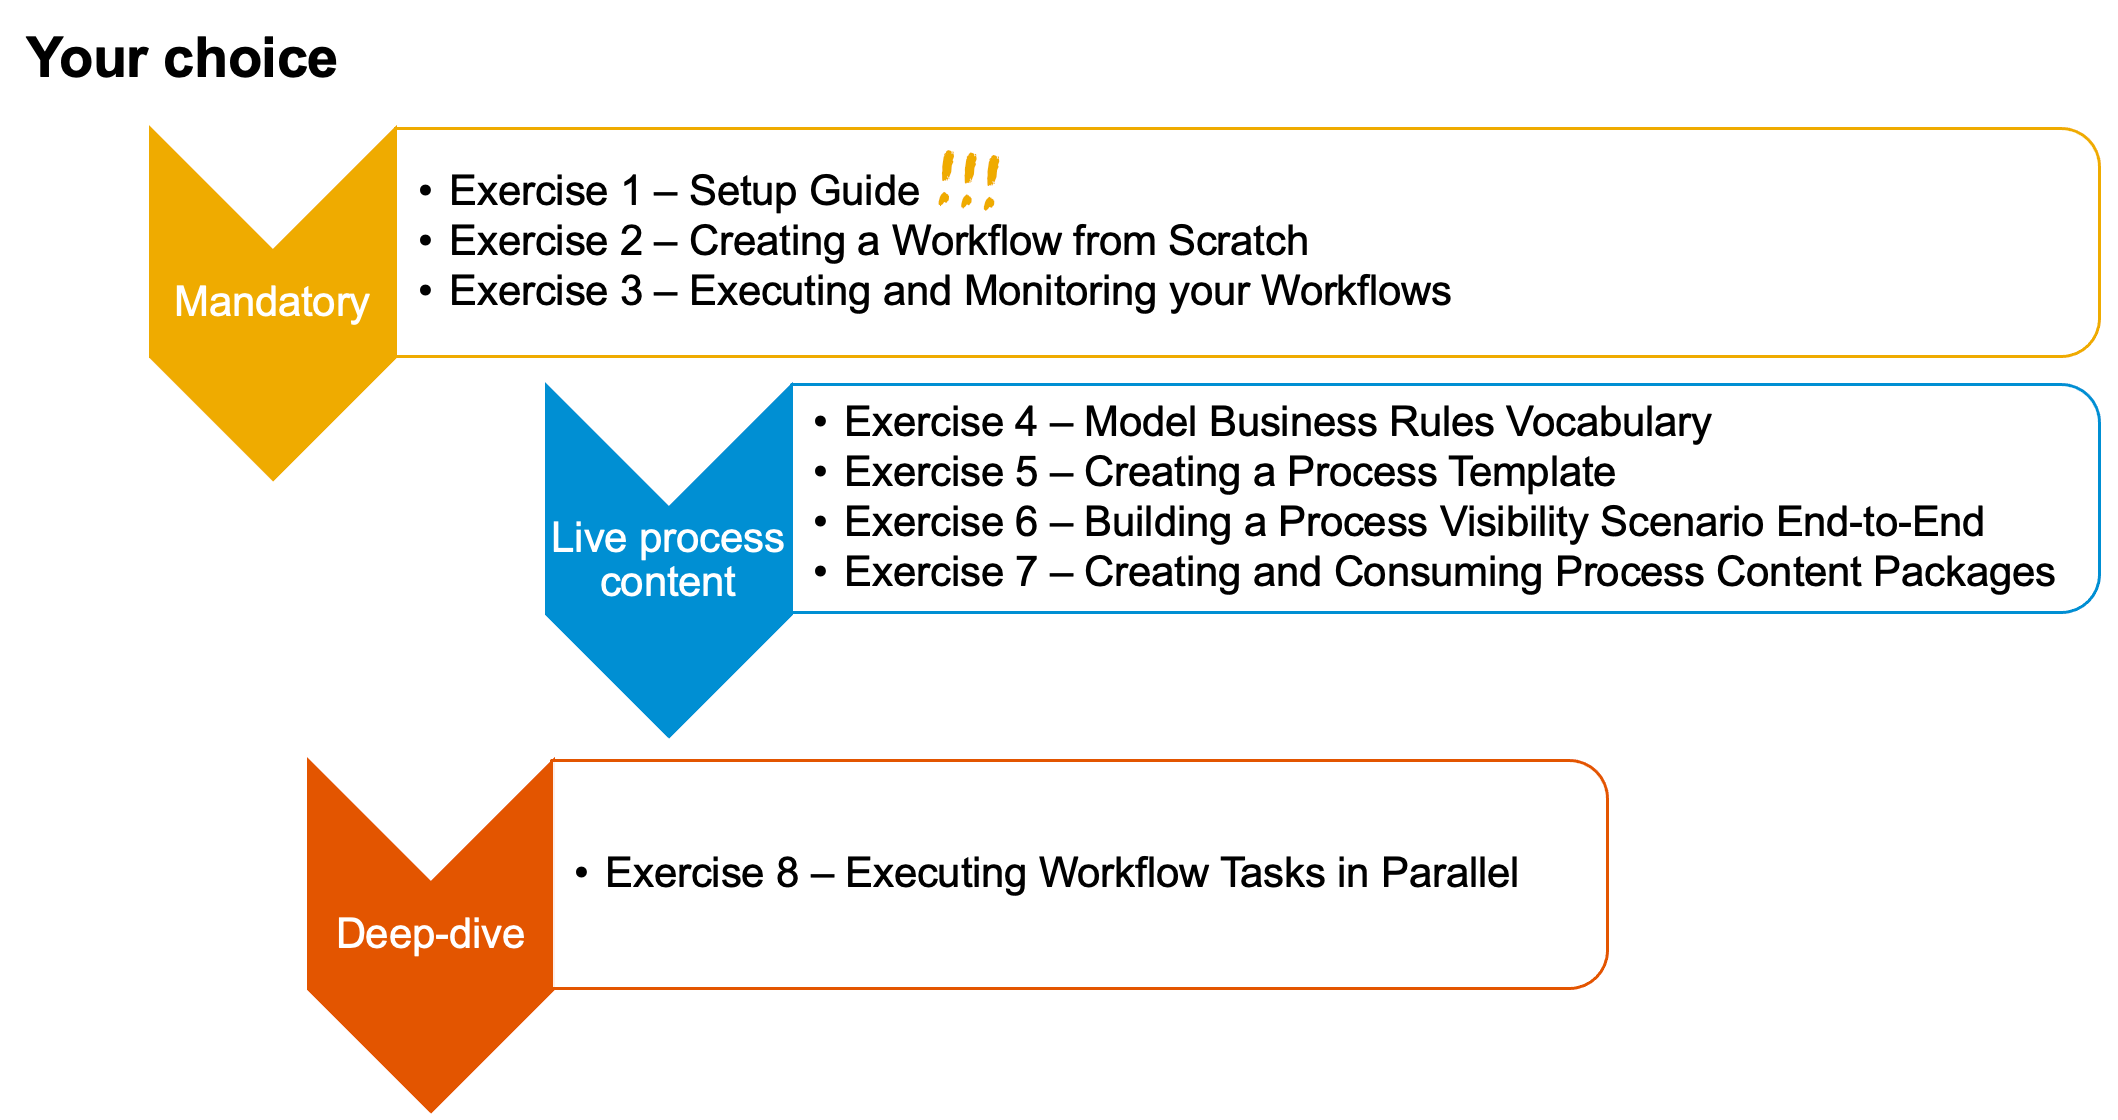 Your choice
Mandatory
• Exercise 1 – Setup Guide !!!
• Exercise 2 – Creating a Workflow from Scratch
• Exercise 3 – Executing and Monitoring your Workflows
Live process
content
• Exercise 4 – Model Business Rules Vocabulary
• Exercise 5 – Creating a Process Template
• Exercise 6 – Building a Process Visibility Scenario End-to-End
• Exercise 7 – Creating and Consuming Process Content Packages
Deep-dive
• Exercise 8 – Executing Workflow Tasks in Parallel